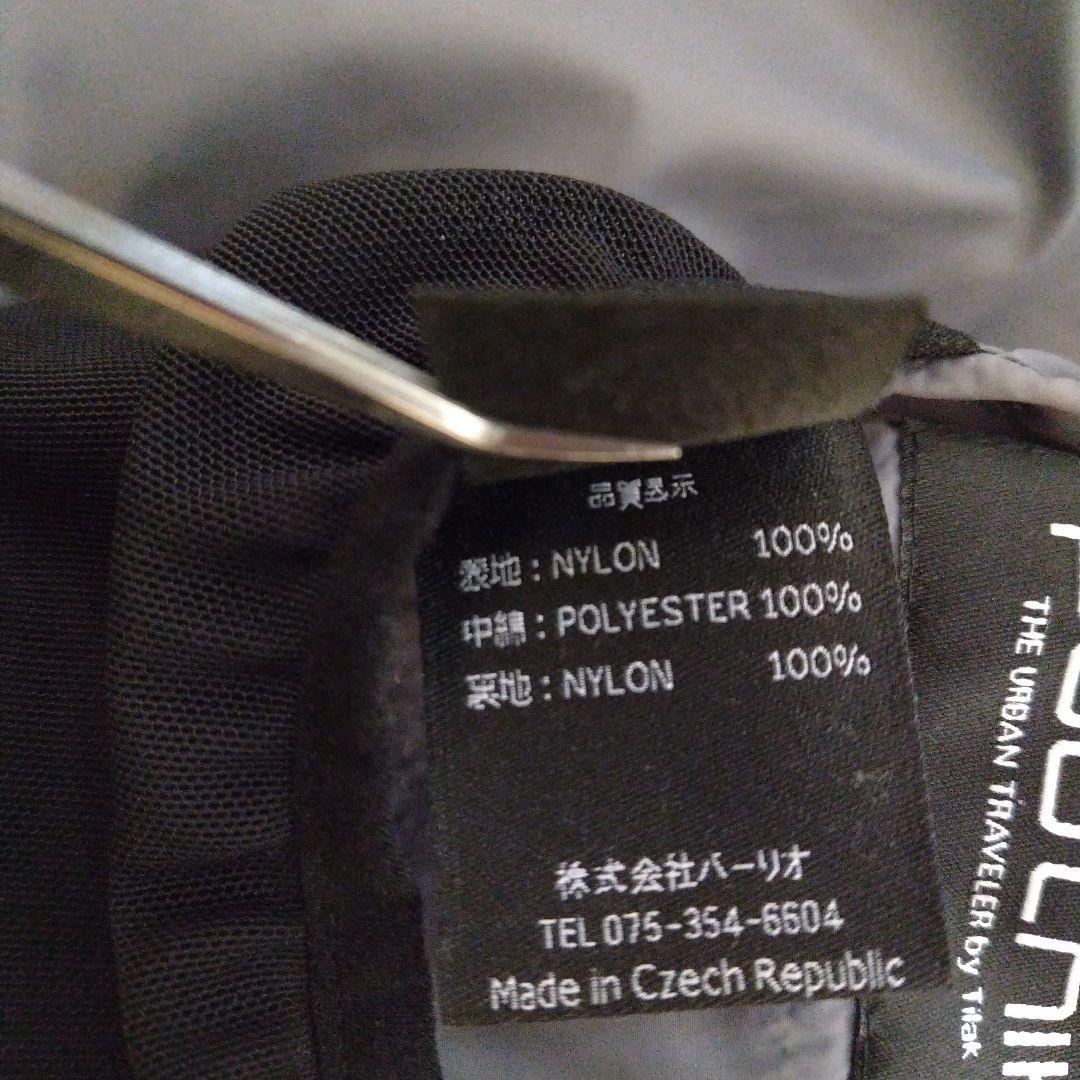 品質表示
表地:NYLON 100%
中綿:POLYESTER 100%
裏地:NYLON 100%
株式会社バーリオ
TEL 075-354-6604
Made in Czech Republic
THE URBAN TRAVELER by Tilak